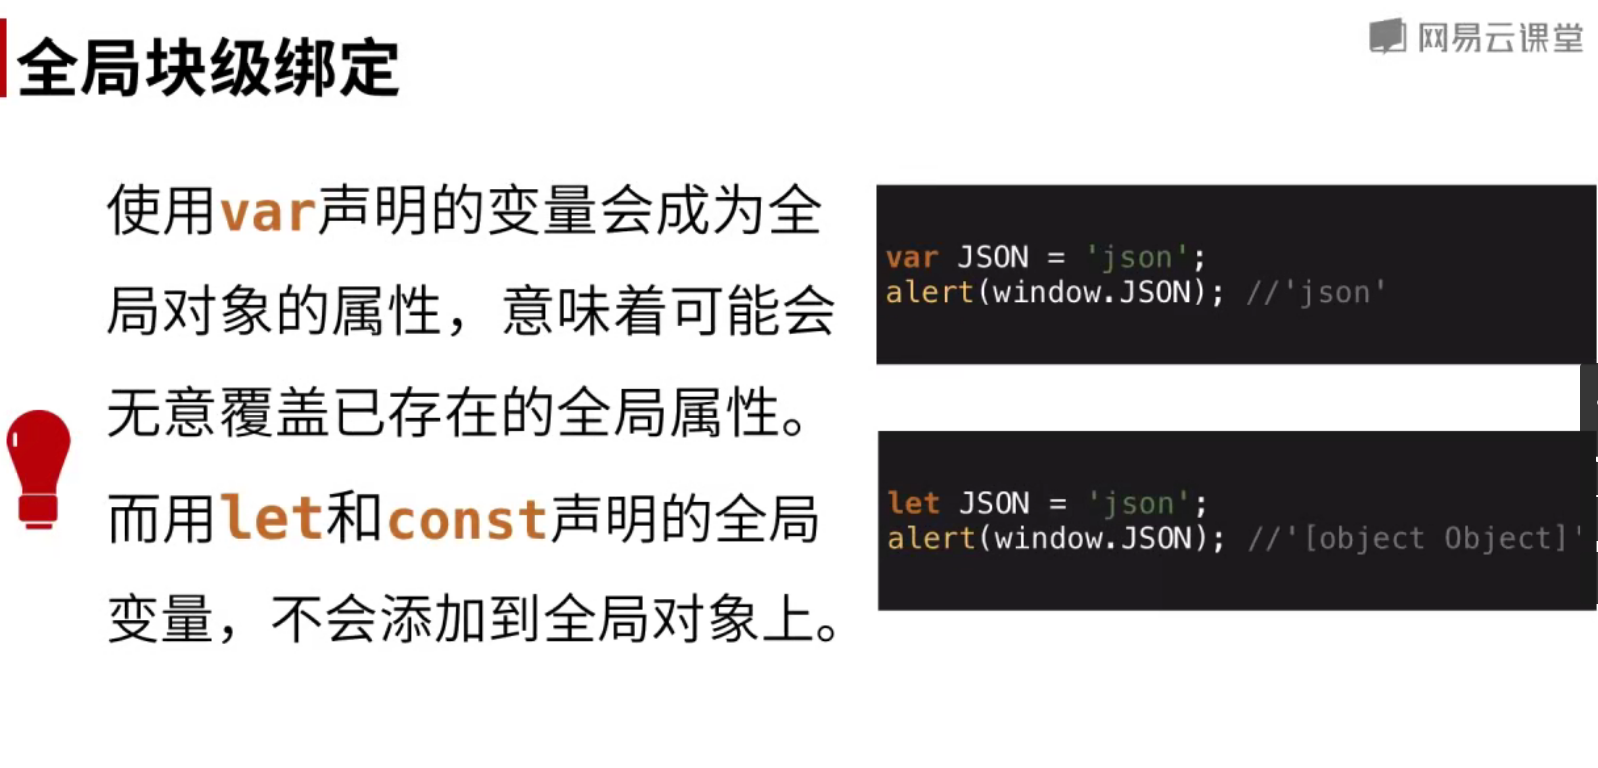 全局块级绑定
网易云课堂
使用var声明的变量会成为全
局对象的属性，意味着可能会
无意覆盖已存在的全局属性。
而用let和const声明的全局
变量，不会添加到全局对象上。
var JSON = 'json';
alert(window.JSON); //'json'
let JSON = 'json';
alert(window.JSON); //'[object Object]'